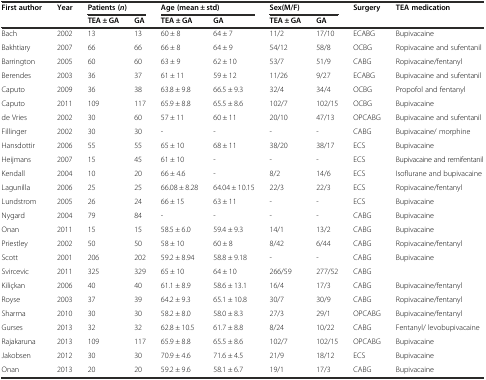 First author Year Patients (n) Age (mean ± std) Sex(M/F) Surgery TEA medication
TEA ± GA GA TEA ± GA GA TEA ± GA GA
Bach 2002 13 13 60 ± 8 64 ± 7 11/2 17/10 ECABG Bupivacaine
Bakhtiary 2007 66 66 66 ± 8 64 ± 9 54/12 58/8 OCBG Ropivacaine and sufentanil
Barrington 2005 60 60 63 ± 9 62 ± 10 53/7 51/9 CABG Ropivacaine/fentanyl
Berendes 2003 36 37 61 ± 11 59 ± 12 11/26 9/27 ECABG Bupivacaine and sufentanil
Caputo 2009 36 38 63.8 ± 9.8 66.5 ± 9.3 32/4 34/4 OCBG Propofol and fentanyl
Caputo 2011 109 117 65.9 ± 8.8 65.5 ± 8.6 102/7 102/15 OCBG Bupivacaine
de Vries 2002 30 60 57 ± 11 60 ± 11 20/10 47/13 OPCABG Bupivacaine and sufentanil
Fillinger 2002 30 30 - - - - CABG Bupivacaine/ morphine
Hansdottir 2006 55 55 65 ± 10 68 ± 11 38/20 38/17 ECS Bupivacaine
Heijmans 2007 15 45 61 ± 10 - - - ECS Bupivacaine and remifentanil
Kendall 2004 10 20 66 ± 4.6 - 8/2 14/6 ECS Isoflurane and bupivacaine
Lagunilla 2006 25 25 66.08 ± 8.28 64.04 ± 10.15 22/3 22/3 ECS Ropivacaine/fentanyl
Lundstrom 2005 26 24 66 ± 15 63 ± 11 - - ECS Bupivacaine
Nygard 2004 79 84 - - - - CABG Bupivacaine
Onan 2011 15 15 58.5 ± 6.0 59.4 ± 9.3 14/1 13/2 CABG Bupivacaine
Priestley 2002 50 50 58 ± 10 60 ± 8 8/42 6/44 CABG Ropivacaine/fentanyl
Scott 2001 206 202 59.2 ± 8.94 58.8 ± 9.18 - - CABG Bupivacaine
Svircevic 2011 325 329 65 ± 10 64 ± 10 266/59 277/52 CABG
Kiliçkan 2006 40 40 61.1 ± 8.9 58.6 ± 13.1 16/4 17/3 CABG Bupivacaine/fentanyl
Royse 2003 37 39 64.2 ± 9.3 65.1 ± 10.8 30/7 30/9 CABG Ropivacaine/fentanyl
Sharma 2010 30 30 58.2 ± 8.0 58.0 ± 8.3 27/3 29/1 OPCABG Bupivacaine/fentanyl
Gurses 2013 32 32 62.8 ± 10.5 61.7 ± 8.8 8/24 10/22 CABG Fentanyl/ levobupivacaine
Rajakaruna 2013 109 117 65.9 ± 8.8 65.5 ± 8.6 102/7 102/15 OPCABG Bupivacaine
Jakobsen 2012 30 30 70.9 ± 4.6 71.6 ± 4.5 21/9 18/12 ECS Bupivacaine
Onan 2013 20 20 59.2 ± 9.6 58.1 ± 6.7 19/1 17/3 CABG Bupivacaine